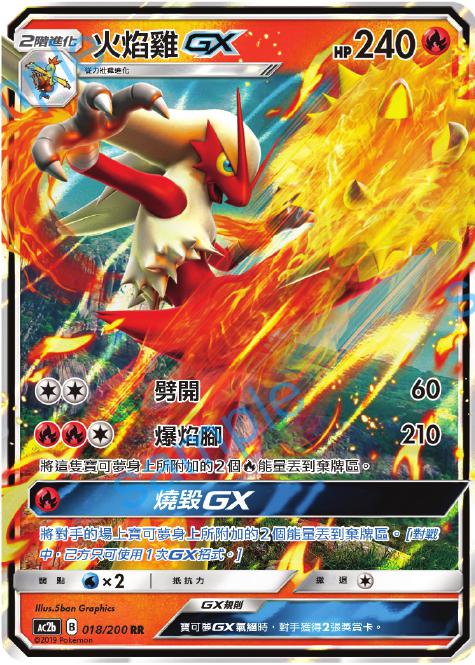 2階進化 火焰雞GX HP240
從力壯雞進化
劈開 60
爆焰腳 210
將這隻寶可夢身上所附加的2個能量丟到棄牌區。
燒毀GX
將對手的場上寶可夢身上所附加的2個能量丟到棄牌區。[對戰
中,己方只可使用1次GX招式。]
弱點 ×2 抵抗力 撤退
Illus.5ban Graphics
GX規則
AC2b B 018/200 RR
寶可夢GX氣絕時,對手獲得2張獎賞卡。
©2019 Pokémon